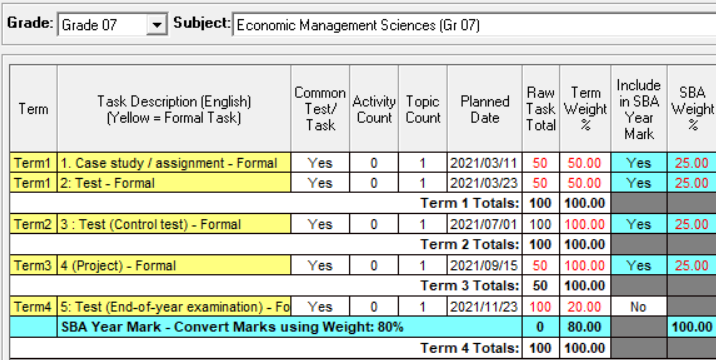 Grade: Grade 07 Subject: Economic Management Sciences (Gr 07)
Term Task Description (English) (Yellow = Formal Task) Common Test/ Task Activity Count Topic Count Planned Date Raw Task Total Term Weight % Include in SBA Year Mark SBA Weight %
Term1 1. Case study / assignment - Formal Yes 0 1 2021/03/11 50 50.00 Yes 25.00
Term1 2: Test - Formal Yes 0 1 2021/03/23 50 50.00 Yes 25.00
Term 1 Totals: 100 100.00
Term2 3 : Test (Control test) - Formal Yes 0 1 2021/07/01 100 100.00 Yes 25.00
Term 2 Totals: 100 100.00
Term3 4 (Project) - Formal Yes 0 1 2021/09/15 50 100.00 Yes 25.00
Term 3 Totals: 50 100.00
Term4 5: Test (End-of-year examination) - Fo Yes 0 1 2021/11/23 100 20.00 No
SBA Year Mark - Convert Marks using Weight: 80% 0 80.00 100.00
Term 4 Totals: 100 100.00